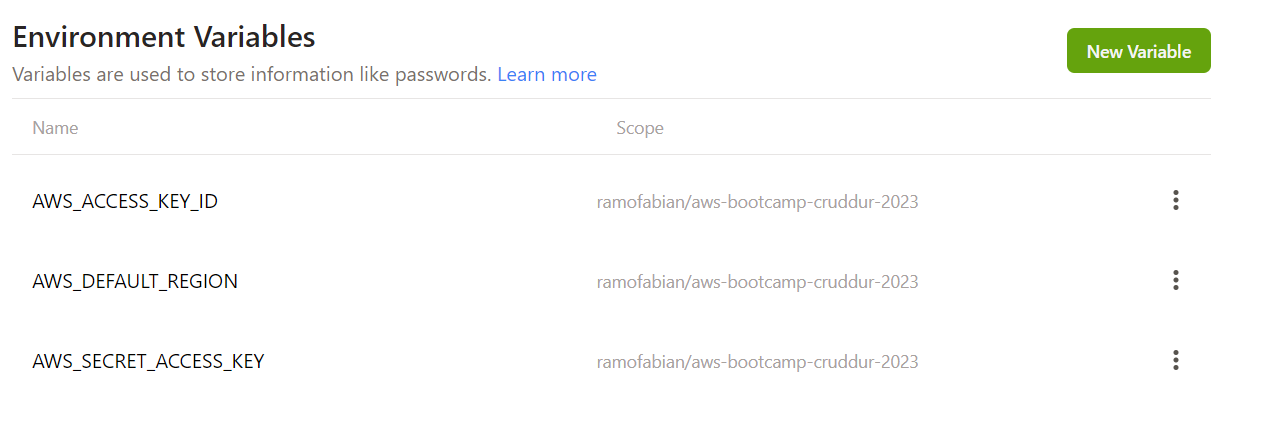 Environment Variables
New Variable
Variables are used to store information like passwords. Learn more
Name Scope
AWS_ACCESS_KEY_ID ramofabian/aws-bootcamp-cruddur-2023
AWS_DEFAULT_REGION ramofabian/aws-bootcamp-cruddur-2023
AWS_SECRET_ACCESS_KEY ramofabian/aws-bootcamp-cruddur-2023